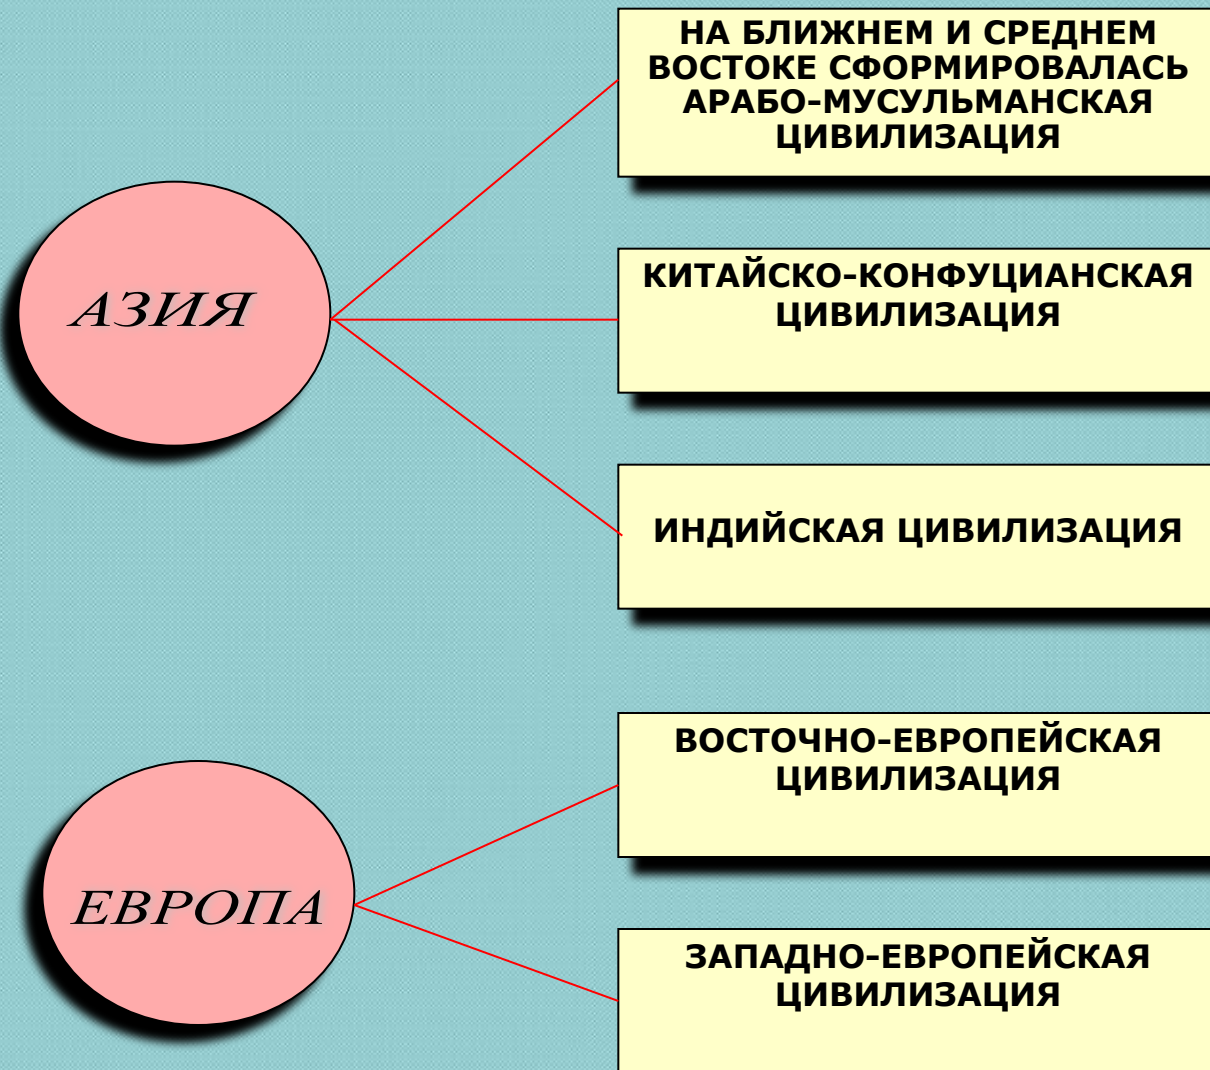 НА БЛИЖНЕМ И СРЕДНЕМ
ВОСТОКЕ СФОРМИРОВАЛАСЬ
АРАБО-МУСУЛЬМАНСКАЯ
ЦИВИЛИЗАЦИЯ
АЗИЯ
КИТАЙСКО-КОНФУЦИАНСКАЯ
ЦИВИЛИЗАЦИЯ
ИНДИЙСКАЯ ЦИВИЛИЗАЦИЯ
ВОСТОЧНО-ЕВРОПЕЙСКАЯ
ЦИВИЛИЗАЦИЯ
ЕВРОПА
ЗАПАДНО-ЕВРОПЕЙСКАЯ
ЦИВИЛИЗАЦИЯ